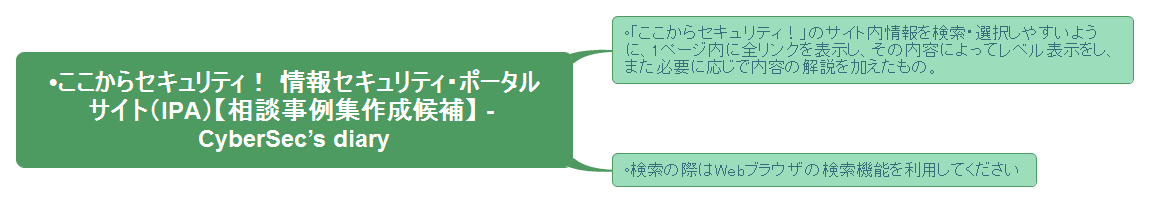 •ここからセキュリティ！ 情報セキュリティ・ポータル
サイト（IPA）【相談事例集作成候補】 -
CyberSec’s diary
•「ここからセキュリティ！」のサイト内情報を検索・選択しやすいよう
に、1ページ内に全リンクを表示し、その内容によってレベル表示をし、
また必要に応じで内容の解説を加えたもの。
•検索の際はWebブラウザの検索機能を利用してください